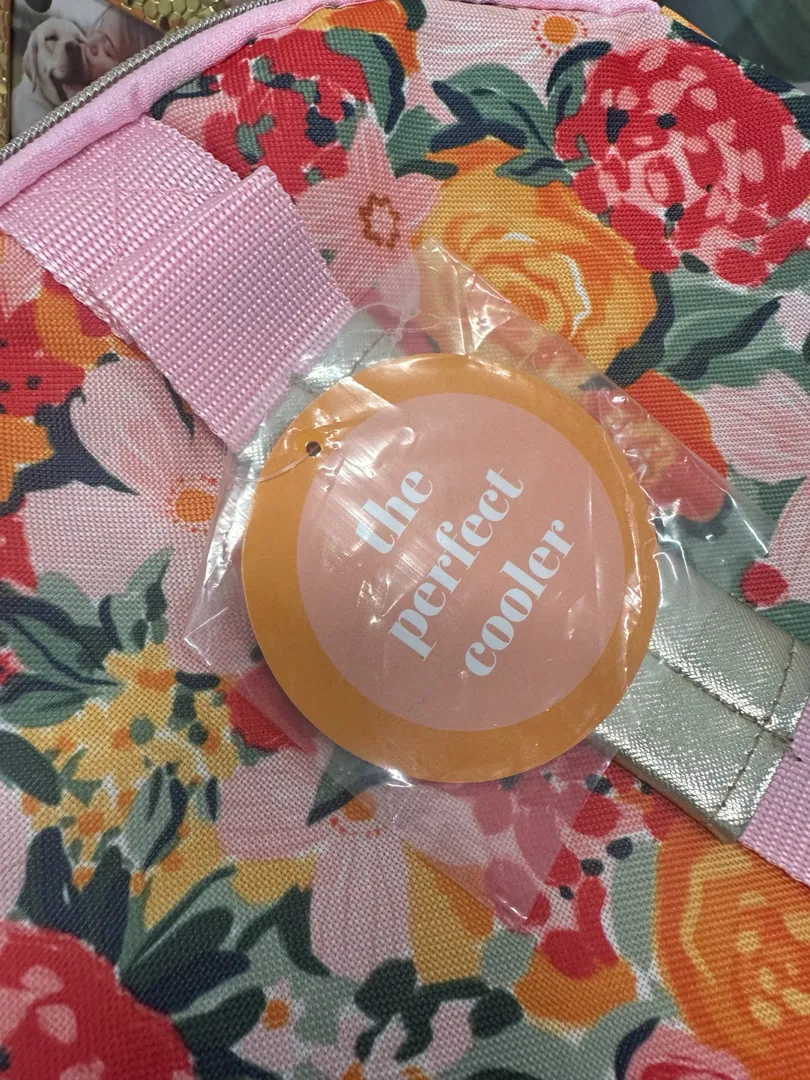 the
perfect
cooler